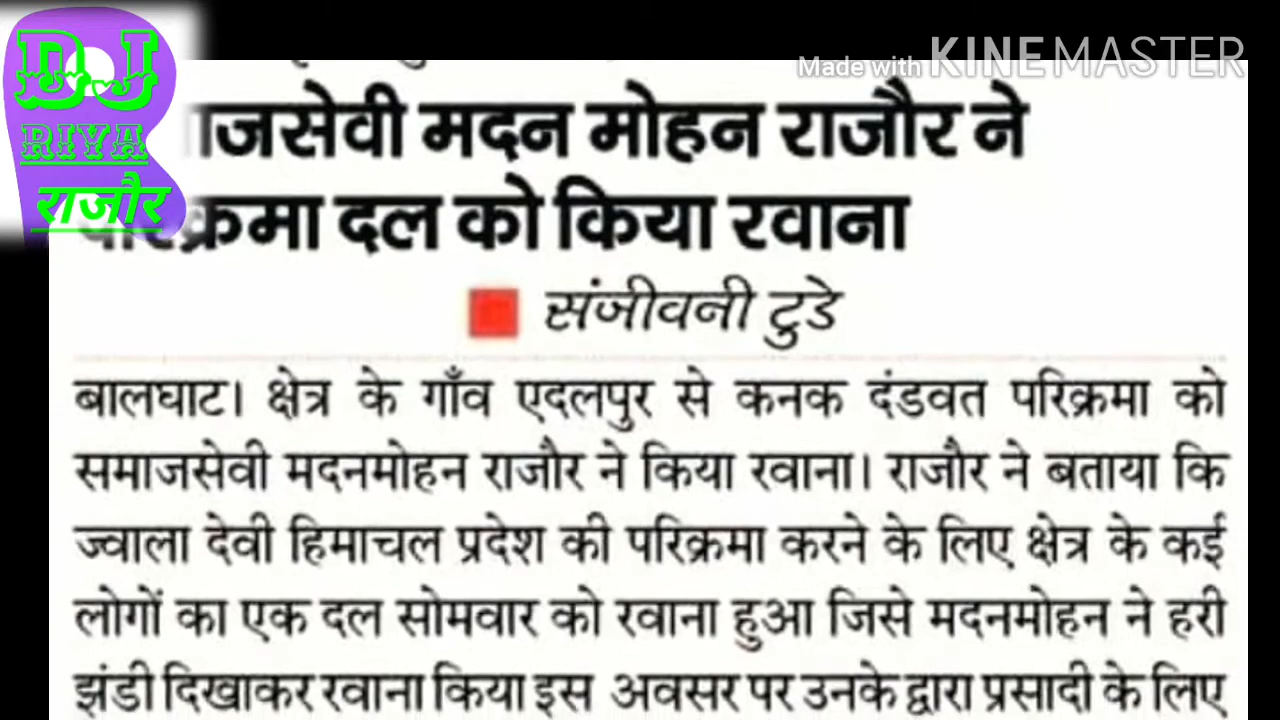 DJ
RIYA
राजौर
Made with KINEMASTER
ाजसेवी मदन मोहन राजौर ने
परिक्रमा दल को किया रवाना
संजीवनी टुडे
बालघाट। क्षेत्र के गाँव एदलपुर से कनक दंडवत परिक्रमा को
समाजसेवी मदनमोहन राजौर ने किया रवाना। राजौर ने बताया कि
ज्वाला देवी हिमाचल प्रदेश की परिक्रमा करने के लिए क्षेत्र के कई
लोगों का एक दल सोमवार को रवाना हुआ जिसे मदनमोहन ने हरी
झंडी दिखाकर रवाना किया इस अवसर पर उनके द्वारा प्रसादी के लिए